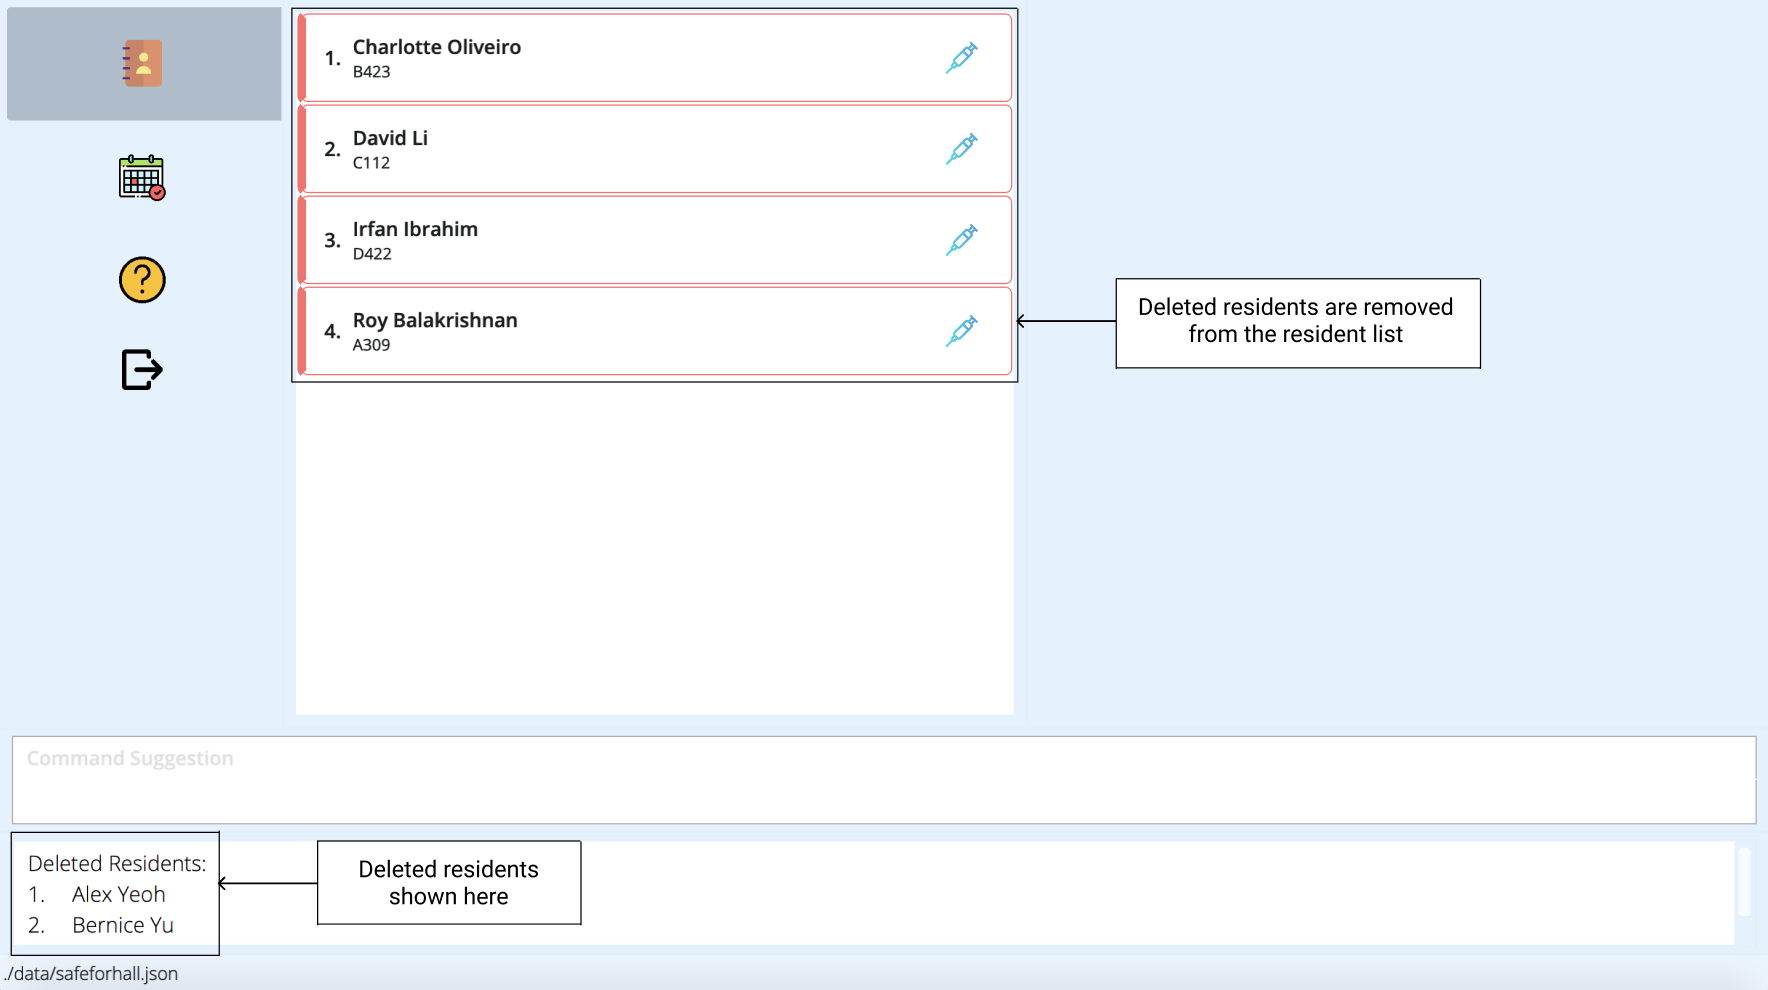 1. Charlotte Oliveiro
B423
2. David Li
C112
3. Irfan Ibrahim
D422
4. Roy Balakrishnan
A309
Deleted residents are removed
from the resident list
Command Suggestion
Deleted Residents:
1. Alex Yeoh
2. Bernice Yu
Deleted residents
shown here
./data/safeforhall.json